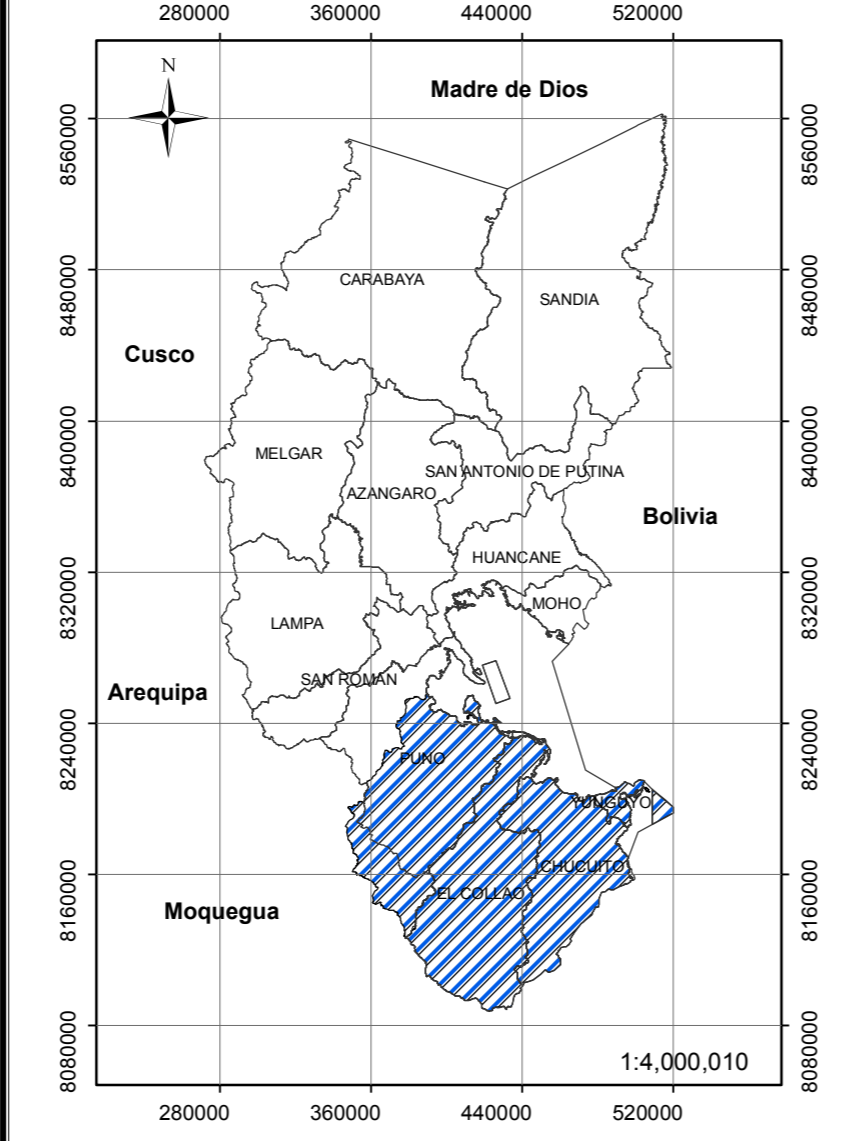 280000 360000 440000 520000
N
Madre de Dios
8560000 8560000
CARABAYA
8480000 8480000
SANDIA
Cusco
8400000 8400000
MELGAR
SAN ANTONIO DE PUTINA
AZANGARO
Bolivia
HUANCANE
8320000 8320000
MOHO
LAMPA
SAN ROMAN
Arequipa
8240000 8240000
PUNO
YUNGUYO
CHUCUITO
8160000 8160000
EL COLLAO
Moquegua
8080000 8080000
1:4,000,010
280000 360000 440000 520000